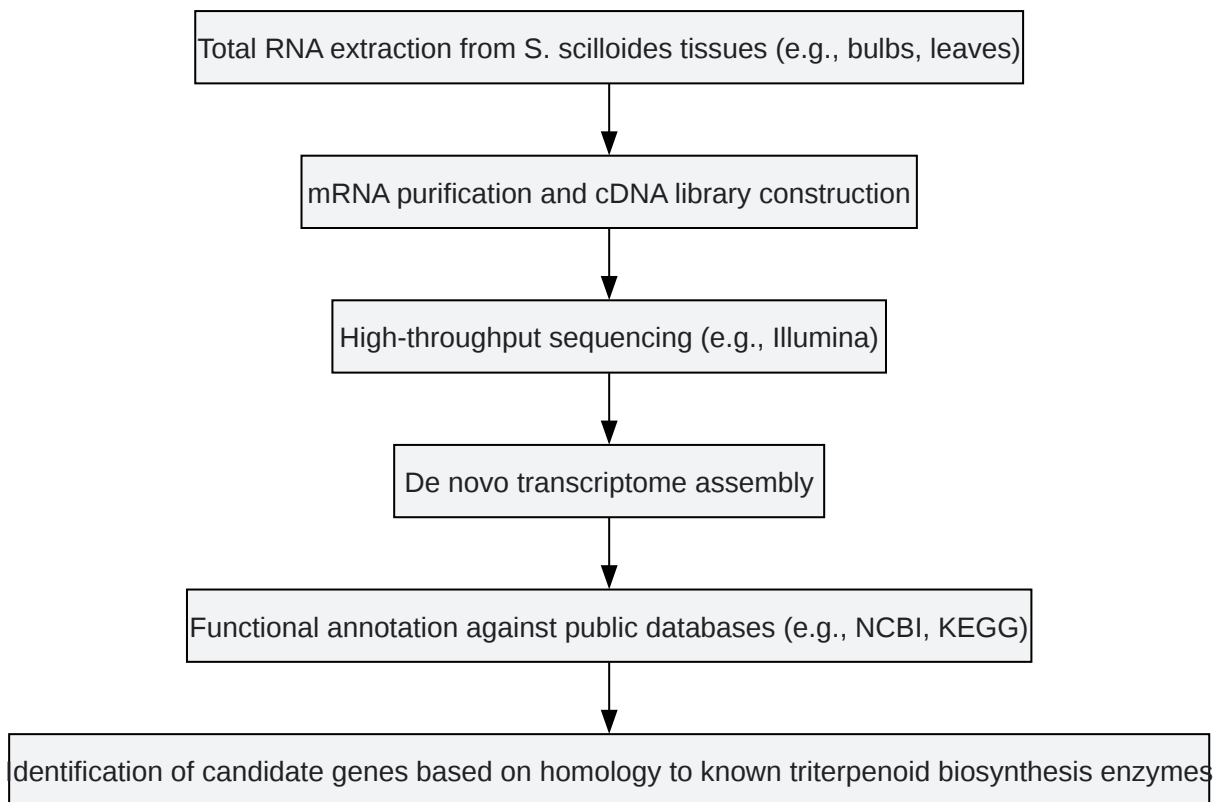 Total RNA extraction from S. scilloides tissues (e.g., bulbs, leaves)
mRNA purification and cDNA library construction
High-throughput sequencing (e.g., Illumina)
De novo transcriptome assembly
Functional annotation against public databases (e.g., NCBI, KEGG)
Identification of candidate genes based on homology to known triterpenoid biosynthesis enzymes